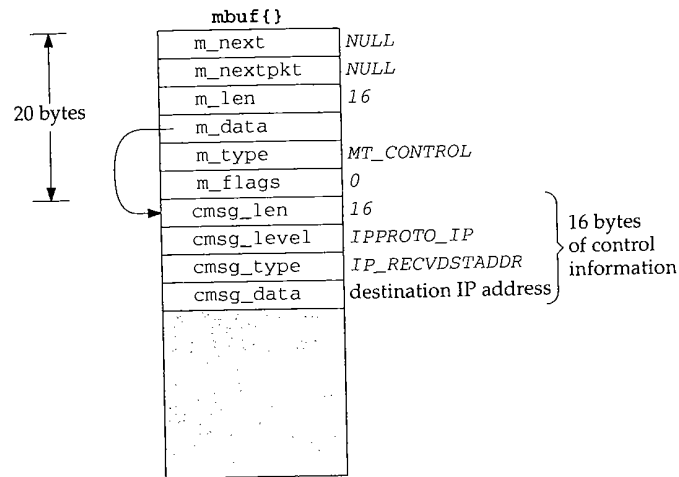 mbuf{}
m_next NULL
m_nextpkt NULL
m_len 16
20 bytes
m_data
m_type MT_CONTROL
m_flags 0
cmsg_len 16
cmsg_level IPPROTO_IP
cmsg_type IP_RECVDSTADDR
cmsg_data destination IP address
16 bytes
of control
information